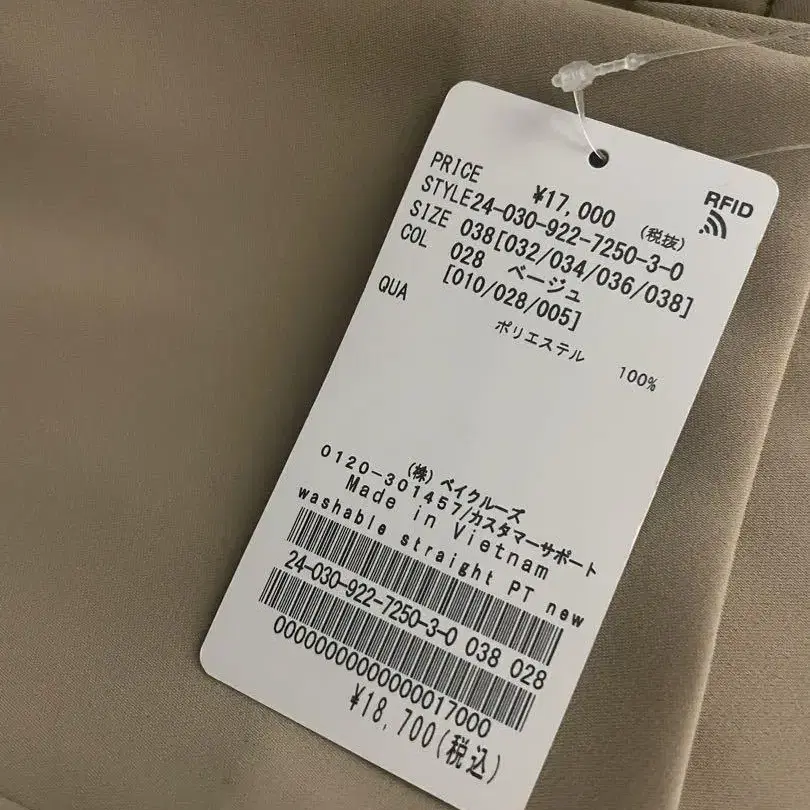 RFID
PRICE ¥17,000 (税抜)
STYLE24-030-922-7250-3-0
SIZE 038[032/034/036/038]
COL 028 ベージュ
[010/028/005]
QUA ポリエステル 100%
(株) ベイクルーズ
0120-301457/カスタマーサポート
Made in Vietnam
washable straight PT new
24-030-922-7250-3-0 038 028
0000000000000017000
¥18,700(税込)